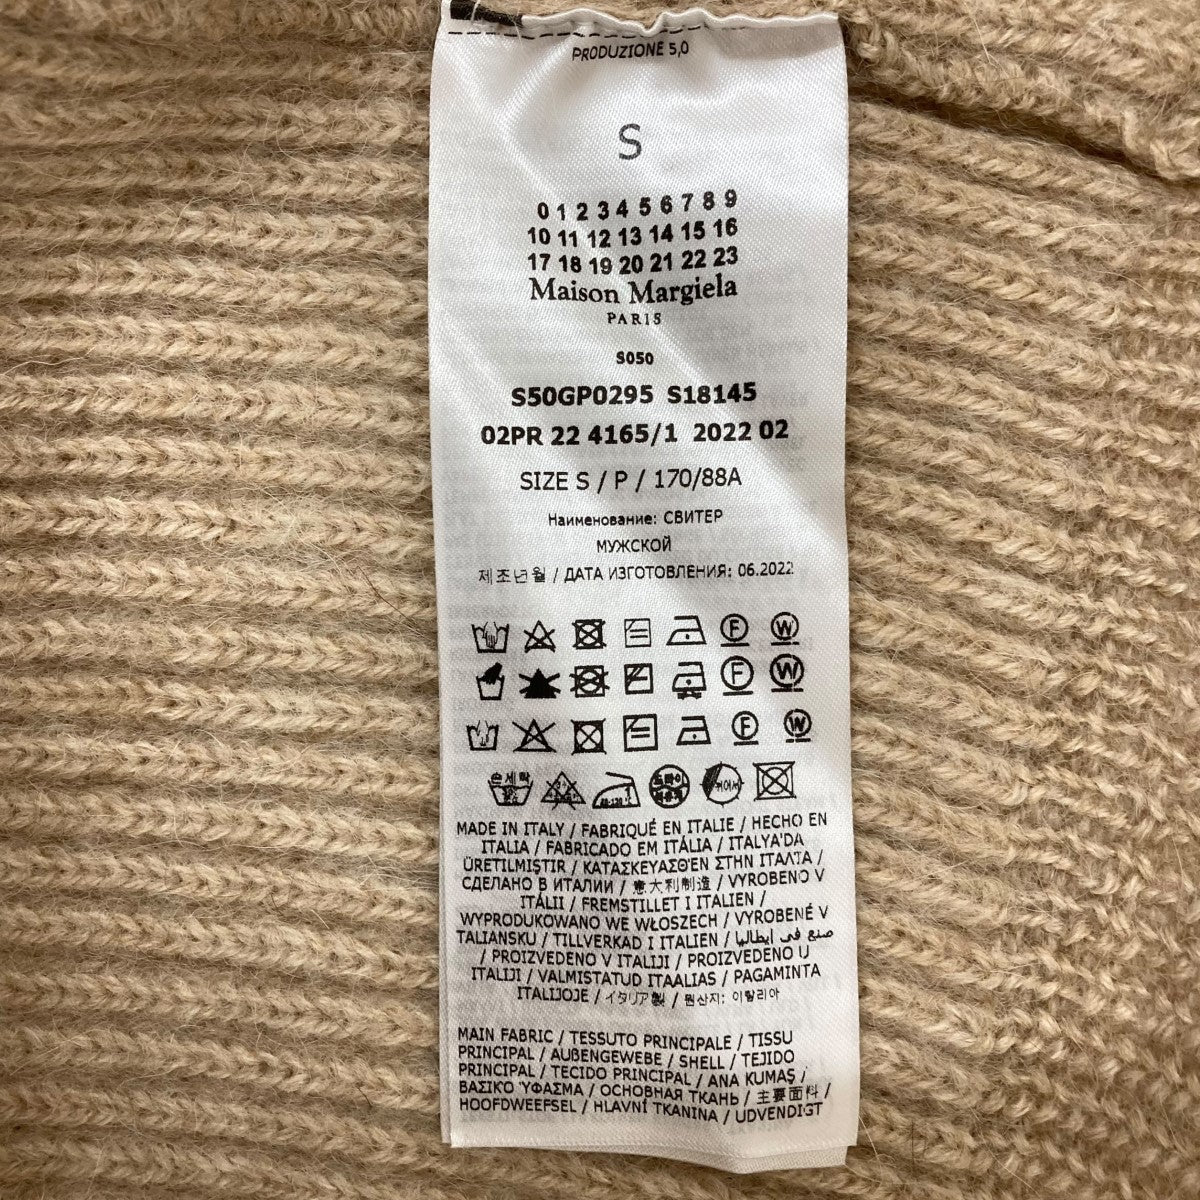 PRODUZIONE 5,0
S
0 1 2 3 4 5 6 7 8 9
10 11 12 13 14 15 16
17 18 19 20 21 22 23
Maison Margiela
PARIS
S050
S50GP0295 S18145
02PR 22 4165/1 2022 02
SIZE S / P / 170/88A
Наименование: СВИТЕР
МУЖСКОЙ
제조년월 / ДАТА ИЗГОТОВЛЕНИЯ: 06.2022
F W
F W
F W
손세탁
MADE IN ITALY / FABRIQUÉ EN ITALIE / HECHO EN
ITALIA / FABRICADO EM ITÁLIA / ITALYA'DA
ÜRETILMIŞTIR / ΚΑΤΑΣΚΕΥΑΣΘ'ΕΝ ΣΤΗΝ ΙΤΑΛΊΑ /
СДЕЛАНО В ИТАЛИИ / 意大利制造 / VYROBENO V
ITÁLII / FREMSTILLET I ITALIEN /
WYPRODUKOWANO WE WŁOSZECH / VYROBENÉ V
TALIANSKU / TILLVERKAD I ITALIEN / صنع في ايطاليا
/ PROIZVEDENO V ITALIJI / PROIZVEDENO U
ITALIJI / VALMISTATUD ITAALIAS / PAGAMINTA
ITALIJOJE / イタリア製 / 원산지: 이탈리아
MAIN FABRIC / TESSUTO PRINCIPALE / TISSU
PRINCIPAL / AUßENGEWEBE / SHELL / TEJIDO
PRINCIPAL / TECIDO PRINCIPAL / ANA KUMAŞ /
ΒΑΣΙΚΌ ΎΦΑΣΜΑ / ОСНОВНАЯ ТКАНЬ / 主要面料 /
HOOFDWEEFSEL / HLAVNÍ TKANINA / UDVENDIGT